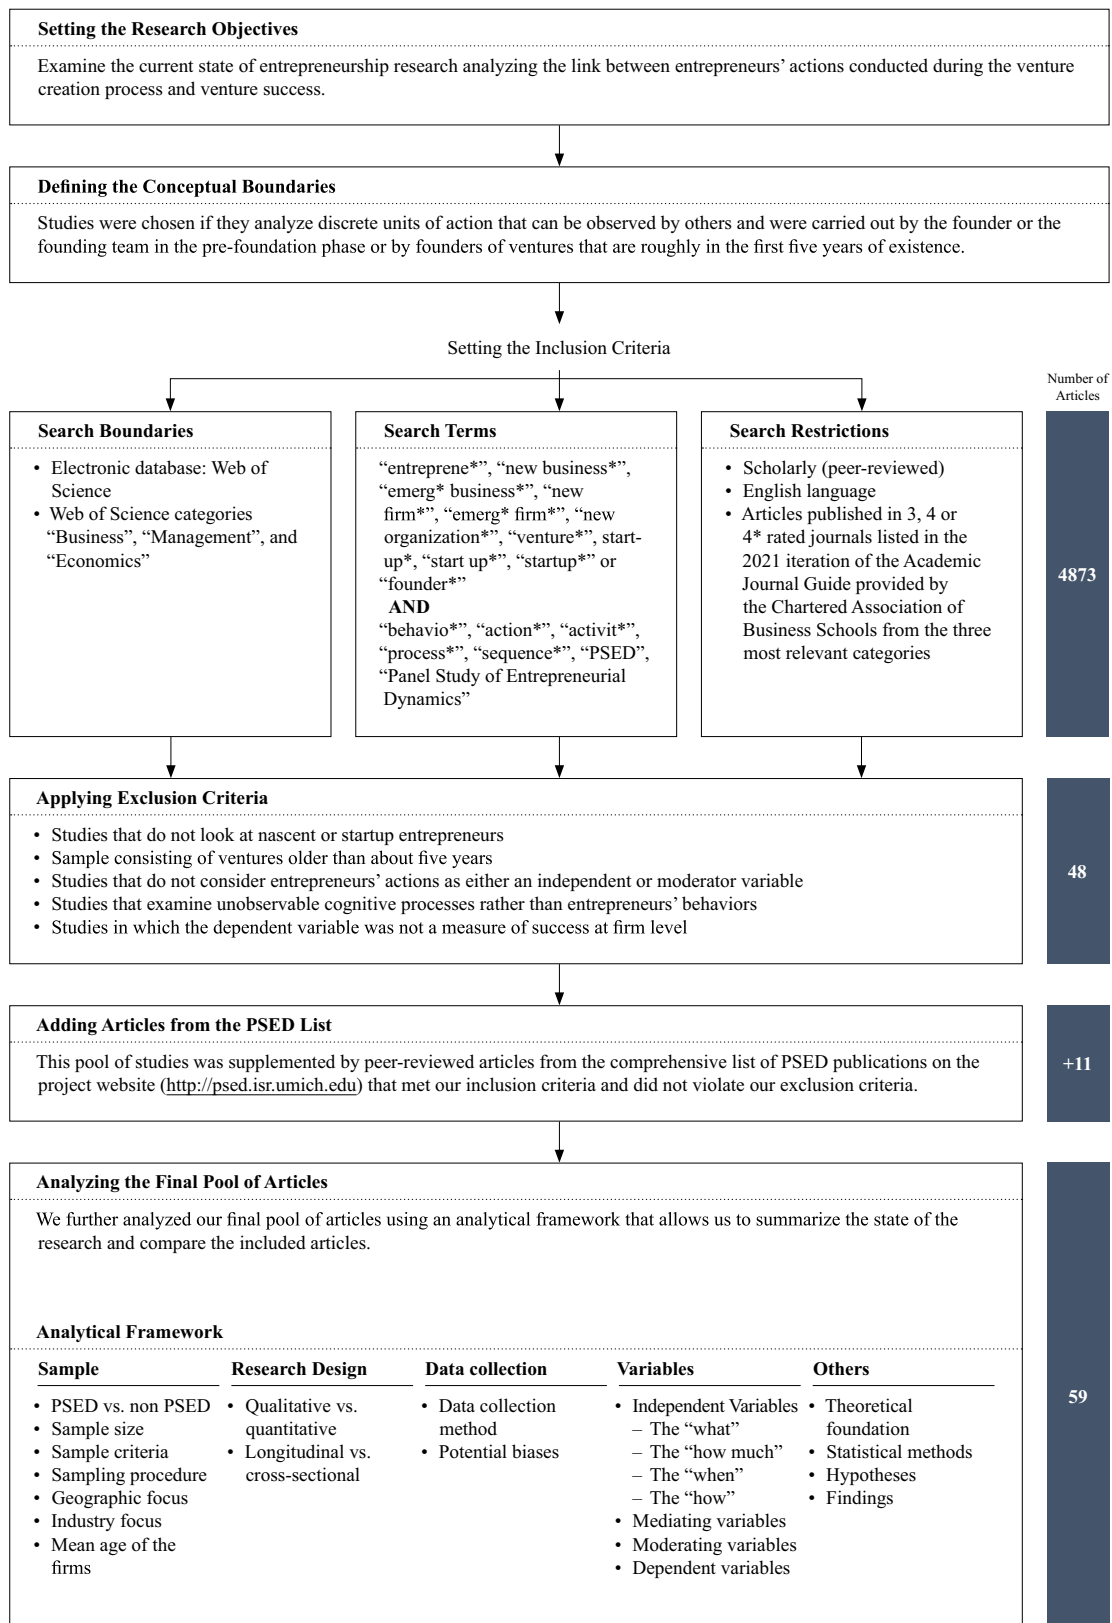 Setting the Research Objectives
Examine the current state of entrepreneurship research analyzing the link between entrepreneurs’ actions conducted during the venture
creation process and venture success.
Defining the Conceptual Boundaries
Studies were chosen if they analyze discrete units of action that can be observed by others and were carried out by the founder or the
founding team in the pre-foundation phase or by founders of ventures that are roughly in the first five years of existence.
Setting the Inclusion Criteria
Number of
Articles
Search Boundaries
• Electronic database: Web of
Science
• Web of Science categories
“Business”, “Management”, and
“Economics”
Search Terms
“entreprene*”, “new business*”,
“emerg* business*”, “new
firm*”, “emerg* firm*”, “new
organization*”, “venture*”, start-
up*, “start up*”, “startup*” or
“founder*”
AND
“behavio*”, “action*”, “activit*”,
“process*”, “sequence*”, “PSED”,
“Panel Study of Entrepreneurial
Dynamics”
Search Restrictions
• Scholarly (peer-reviewed)
• English language
• Articles published in 3, 4 or
4* rated journals listed in the
2021 iteration of the Academic
Journal Guide provided by
the Chartered Association of
Business Schools from the three
most relevant categories
4873
Applying Exclusion Criteria
• Studies that do not look at nascent or startup entrepreneurs
• Sample consisting of ventures older than about five years
• Studies that do not consider entrepreneurs’ actions as either an independent or moderator variable
• Studies that examine unobservable cognitive processes rather than entrepreneurs’ behaviors
• Studies in which the dependent variable was not a measure of success at firm level
48
Adding Articles from the PSED List
This pool of studies was supplemented by peer-reviewed articles from the comprehensive list of PSED publications on the
project website (http://psed.isr.umich.edu) that met our inclusion criteria and did not violate our exclusion criteria.
+11
Analyzing the Final Pool of Articles
We further analyzed our final pool of articles using an analytical framework that allows us to summarize the state of the
research and compare the included articles.
Analytical Framework
Sample
• PSED vs. non PSED
• Sample size
• Sample criteria
• Sampling procedure
• Geographic focus
• Industry focus
• Mean age of the
firms
Research Design
• Qualitative vs.
quantitative
• Longitudinal vs.
cross-sectional
Data collection
• Data collection
method
• Potential biases
Variables
• Independent Variables
– The “what”
– The “how much”
– The “when”
– The “how”
• Mediating variables
• Moderating variables
• Dependent variables
Others
• Theoretical
foundation
• Statistical methods
• Hypotheses
• Findings
59